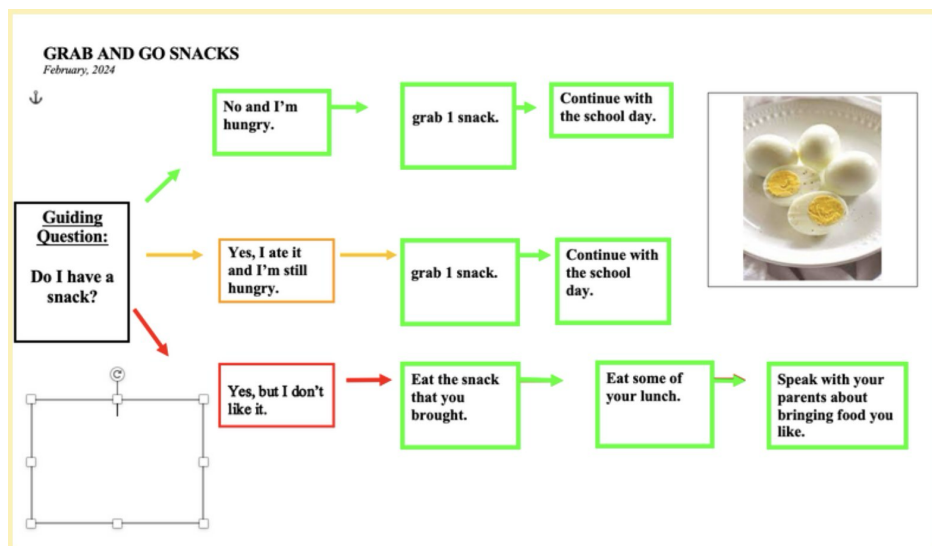 GRAB AND GO SNACKS
February, 2024
No and I'm
hungry.
grab 1 snack.
Continue with
the school day.
Guiding
Question:
Do I have a
snack?
Yes, I ate it
and I'm still
hungry.
grab 1 snack.
Continue with
the school
day.
Yes, but I don't
like it.
Eat the snack
that you
brought.
Eat some of
your lunch.
Speak with your
parents about
bringing food you
like.